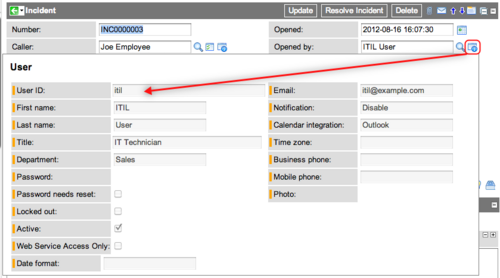 Incident Update Resolve Incident Delete
Number: INC0000003 Opened: 2012-08-16 16:07:30
Caller: Joe Employee Opened by: ITIL User
User
User ID: itil Email: itil@example.com
First name: ITIL Notification: Disable
Last name: User Calendar integration: Outlook
Title: IT Technician Time zone:
Department: Sales Business phone:
Password: Mobile phone:
Password needs reset: Photo:
Locked out:
Active:
Web Service Access Only:
Date format: